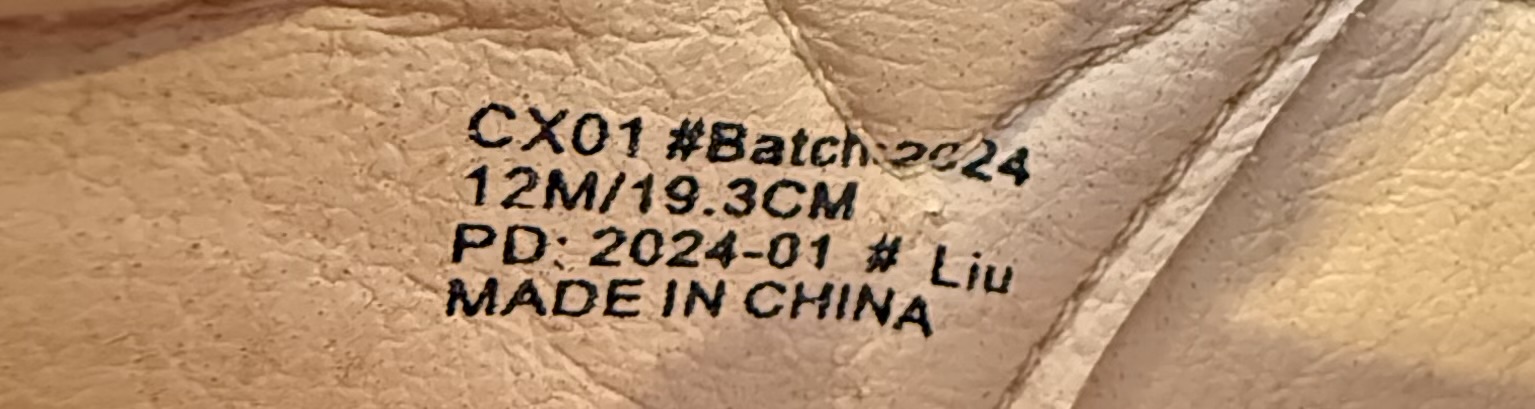 CX01 #Batch:2024
12M/19.3CM
PD: 2024-01 # Liu
MADE IN CHINA